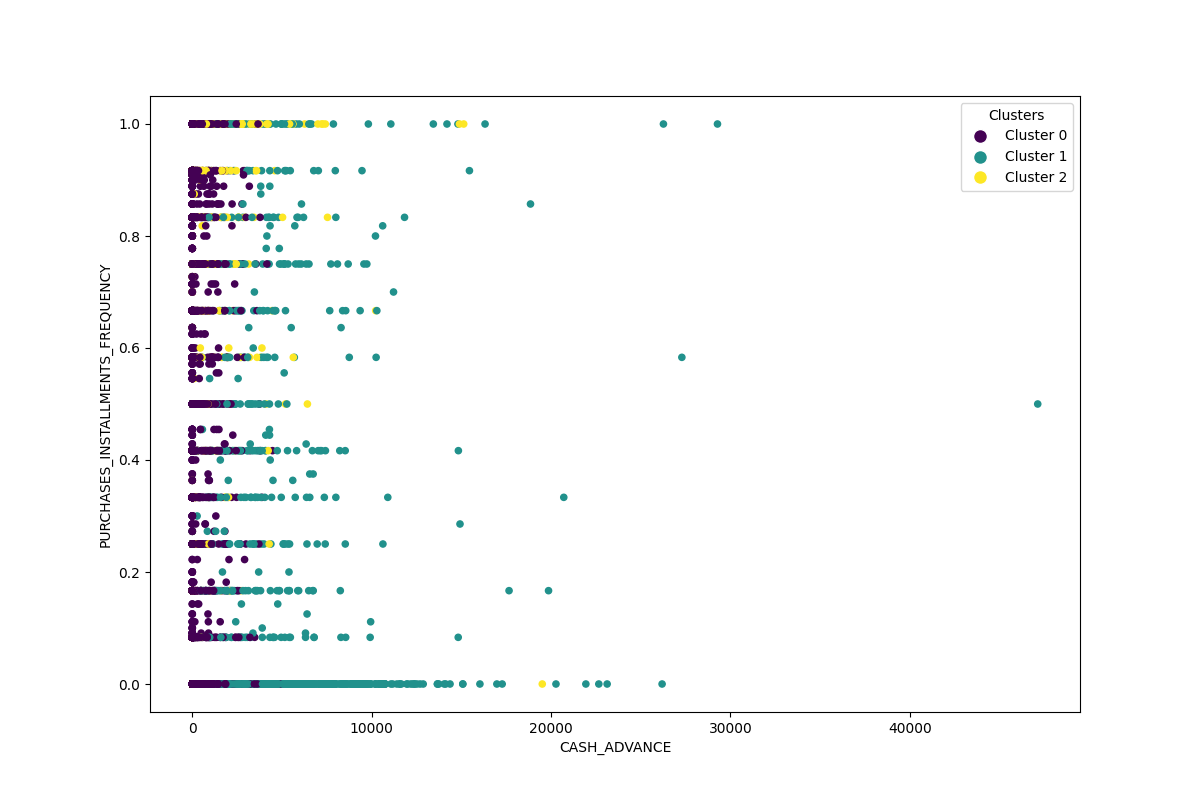 Clusters
Cluster 0
Cluster 1
Cluster 2
1.0
0.8
0.6
0.4
0.2
0.0
PURCHASES_INSTALLMENTS_FREQUENCY
0 10000 20000 30000 40000
CASH_ADVANCE